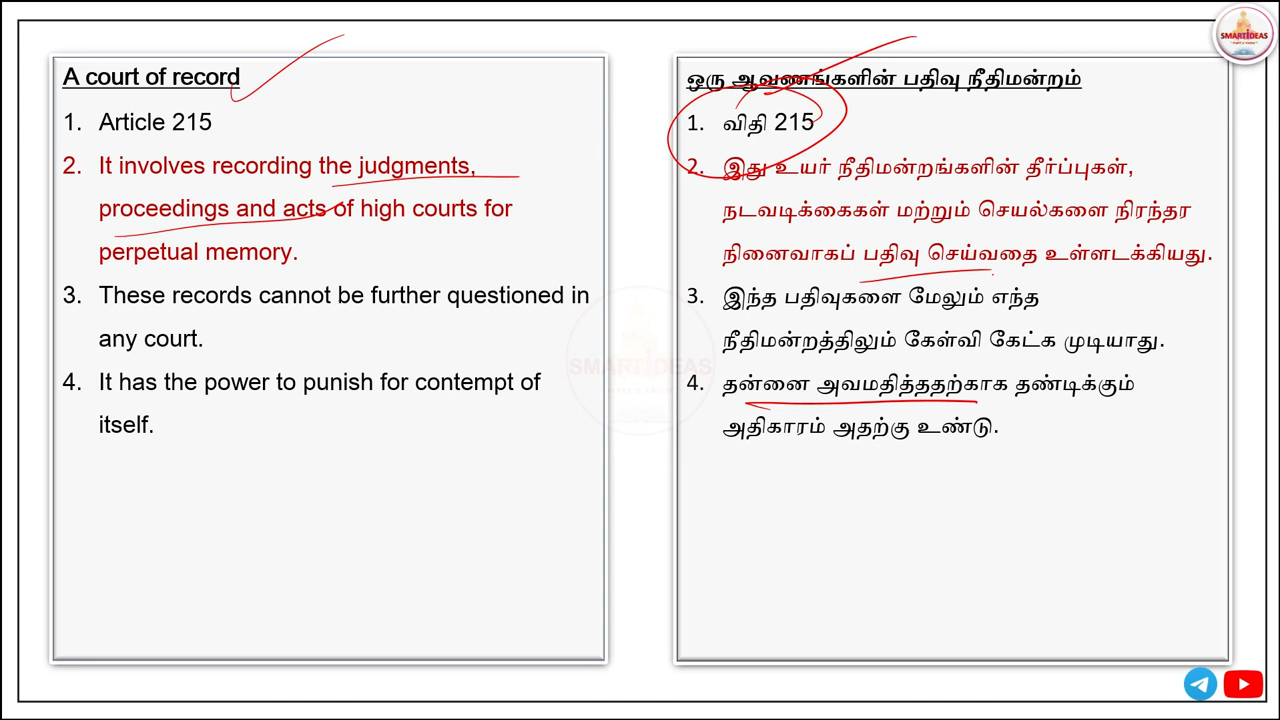 SMARTIDEAS
A court of record
1. Article 215
2. It involves recording the judgments,
proceedings and acts of high courts for
perpetual memory.
3. These records cannot be further questioned in
any court.
4. It has the power to punish for contempt of
itself.
ஒரு ஆவணங்களின் பதிவு நீதிமன்றம்
1. விதி 215
2. இது உயர் நீதிமன்றங்களின் தீர்ப்புகள்,
நடவடிக்கைகள் மற்றும் செயல்களை நிரந்தர
நினைவாகப் பதிவு செய்வதை உள்ளடக்கியது.
3. இந்த பதிவுகளை மேலும் எந்த
நீதிமன்றத்திலும் கேள்வி கேட்க முடியாது.
4. தன்னை அவமதித்ததற்காக தண்டிக்கும்
அதிகாரம் அதற்கு உண்டு.
SMARTIDEAS